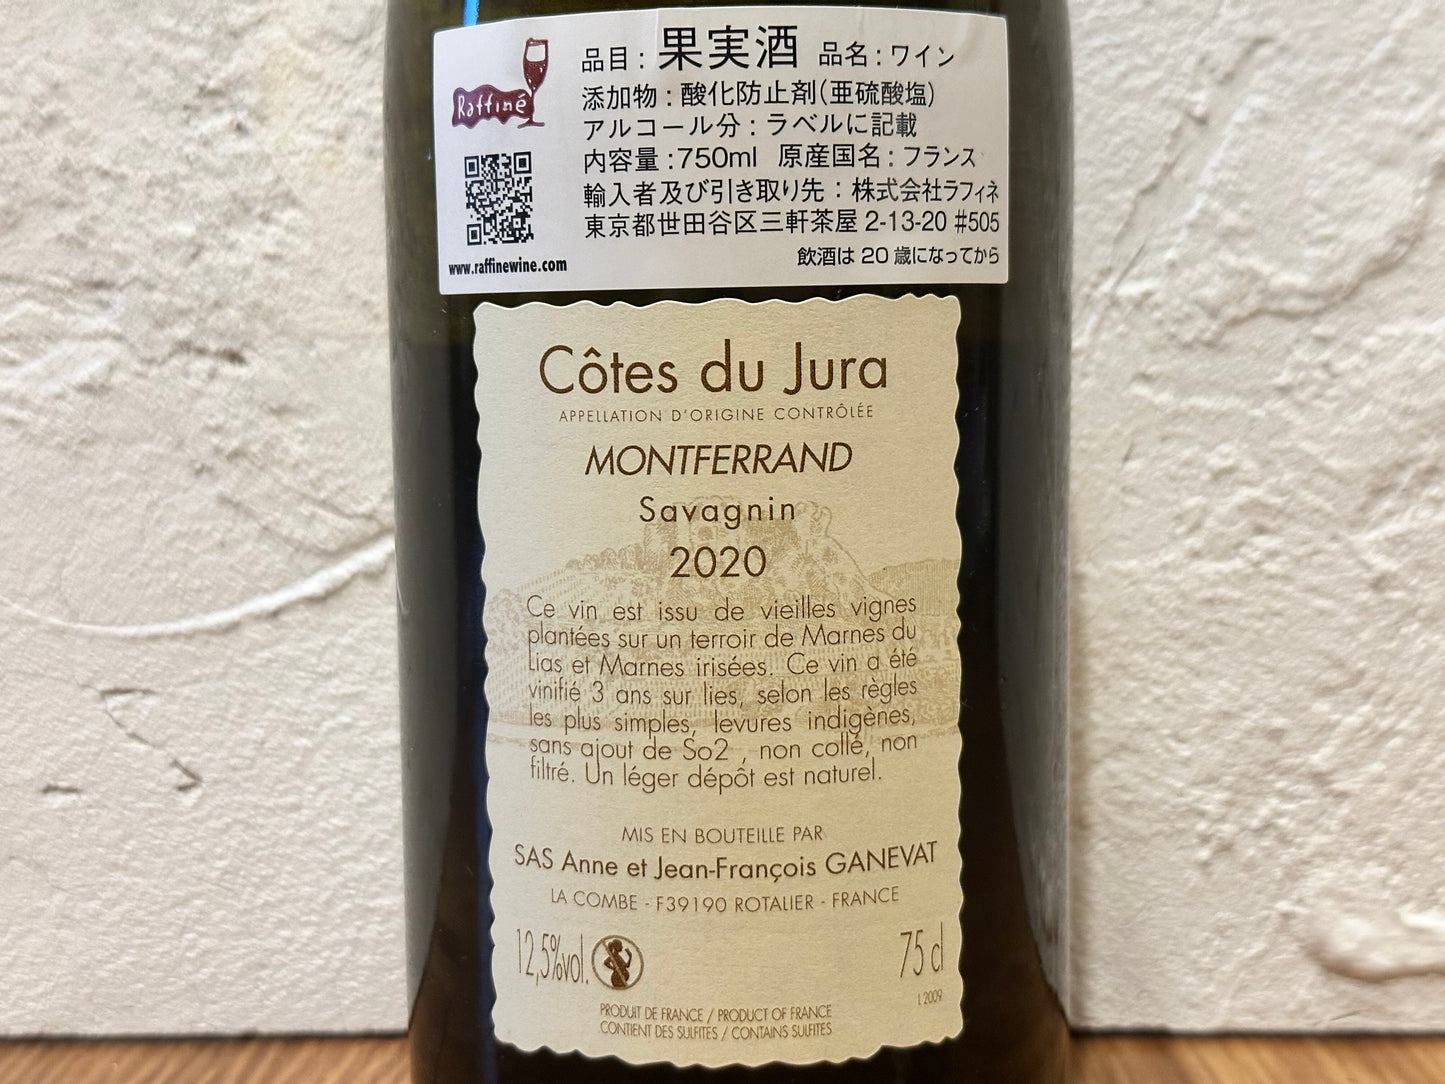 Raffiné
www.raffinewine.com
品目：果実酒 品名：ワイン
添加物：酸化防止剤(亜硫酸塩)
アルコール分：ラベルに記載
内容量：750ml 原産国名：フランス
輸入者及び引き取り先：株式会社ラフィネ
東京都世田谷区三軒茶屋 2-13-20 #505
飲酒は 20 歳になってから
Côtes du Jura
APPELLATION D'ORIGINE CONTRÔLÉE
MONTFERRAND
Savagnin
2020
Ce vin est issu de vieilles vignes
plantées sur un terroir de Marnes du
Lias et Marnes irisées. Ce vin a été
vinifié 3 ans sur lies, selon les règles
les plus simples, levures indigènes,
sans ajout de So2 , non collé, non
filtré. Un léger dépôt est naturel.
MIS EN BOUTEILLE PAR
SAS Anne et Jean-François GANEVAT
LA COMBE - F39190 ROTALIER - FRANCE
12,5%vol. 75 cl
L 2009
PRODUIT DE FRANCE / PRODUCT OF FRANCE
CONTIENT DES SULFITES / CONTAINS SULFITES